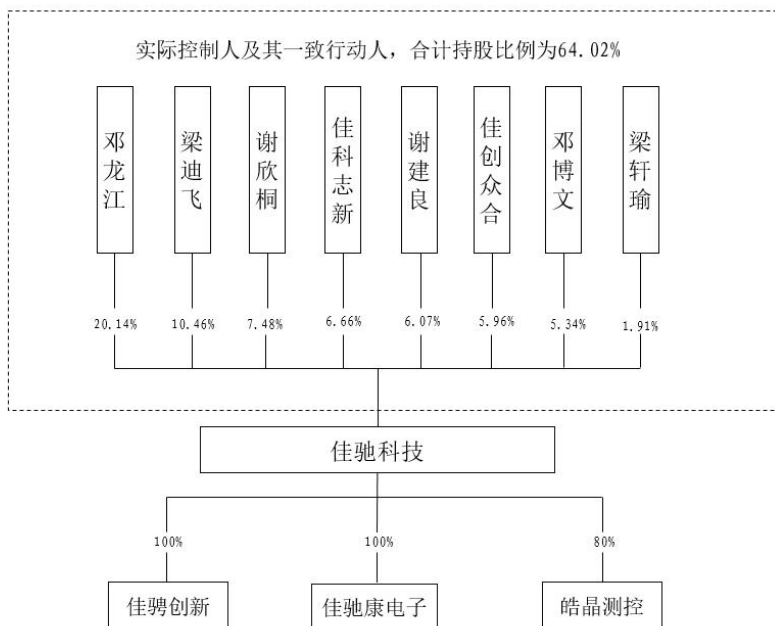 实际控制人及其一致行动人，合计持股比例为64.02%
邓龙江
梁迪飞
谢欣桐
佳科志新
谢建良
佳创众合
邓博文
梁轩瑜
20.14%
10.46%
7.48%
6.66%
6.07%
5.96%
5.34%
1.91%
佳驰科技
100%
100%
80%
佳骋创新
佳驰康电子
皓晶测控